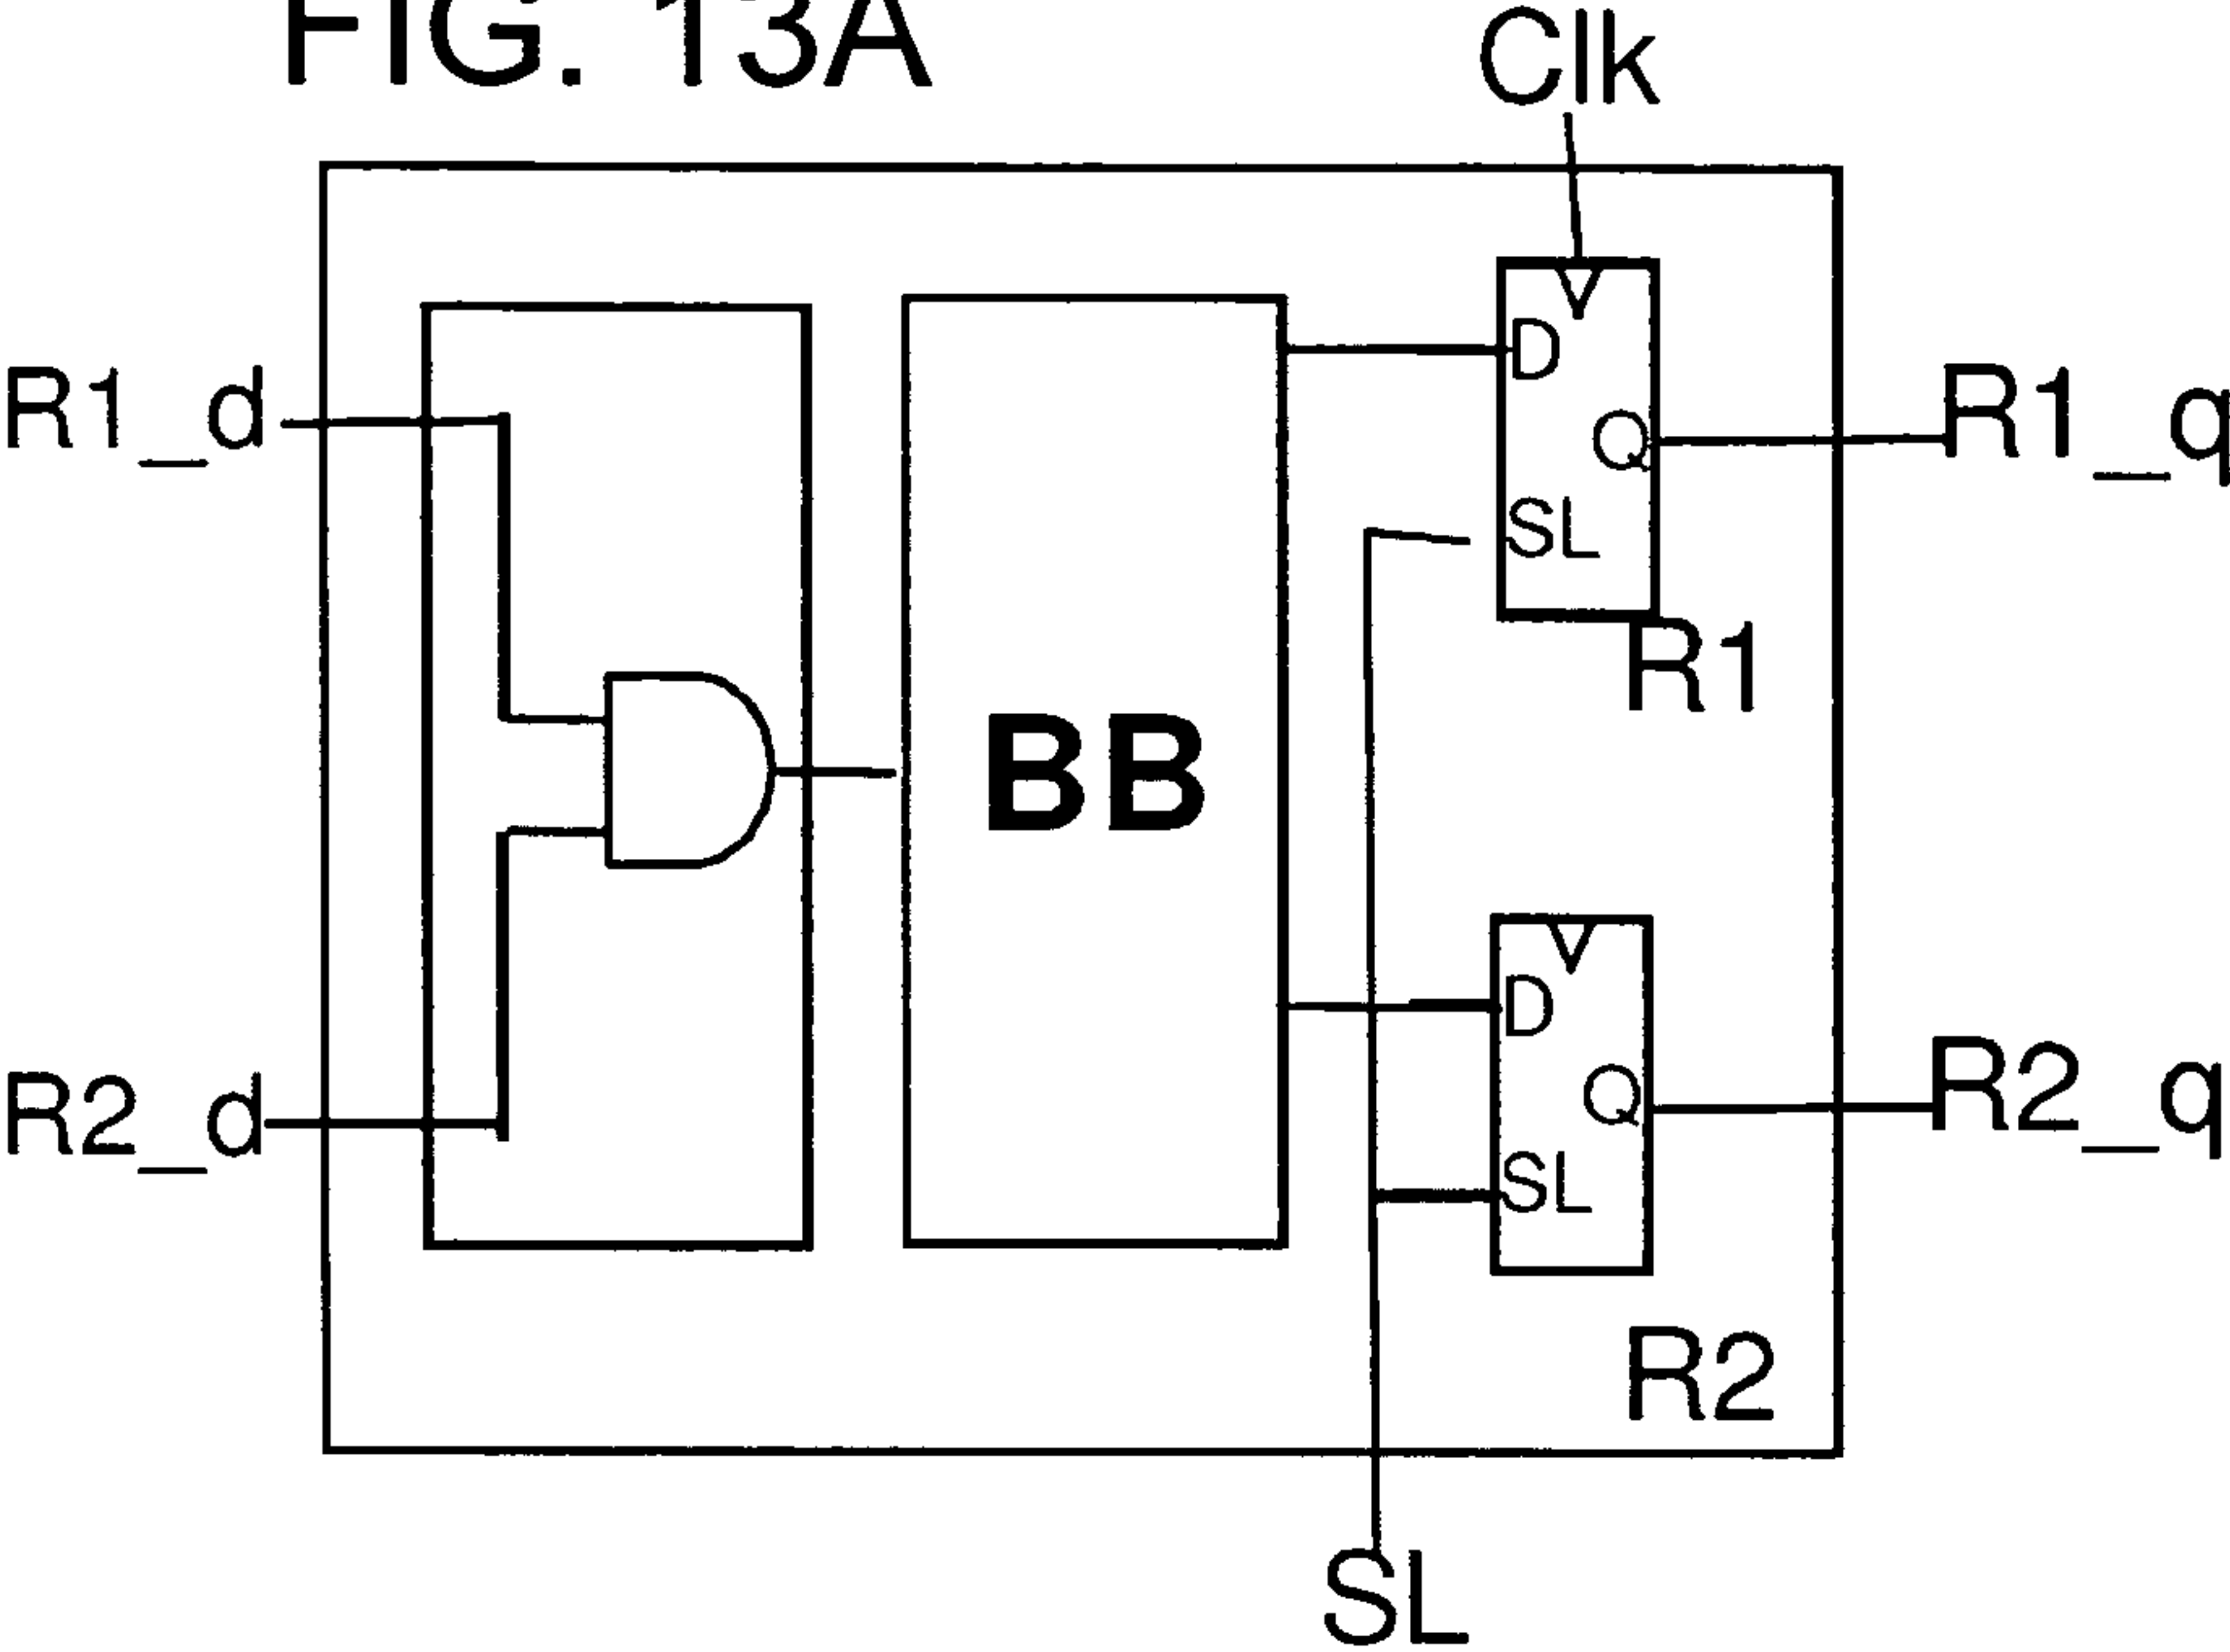 FIG. 13A
Clk
R1_d
D
Q
SL
R1
R1_q
BB
R2_d
D
Q
SL
R2
R2_q
SL